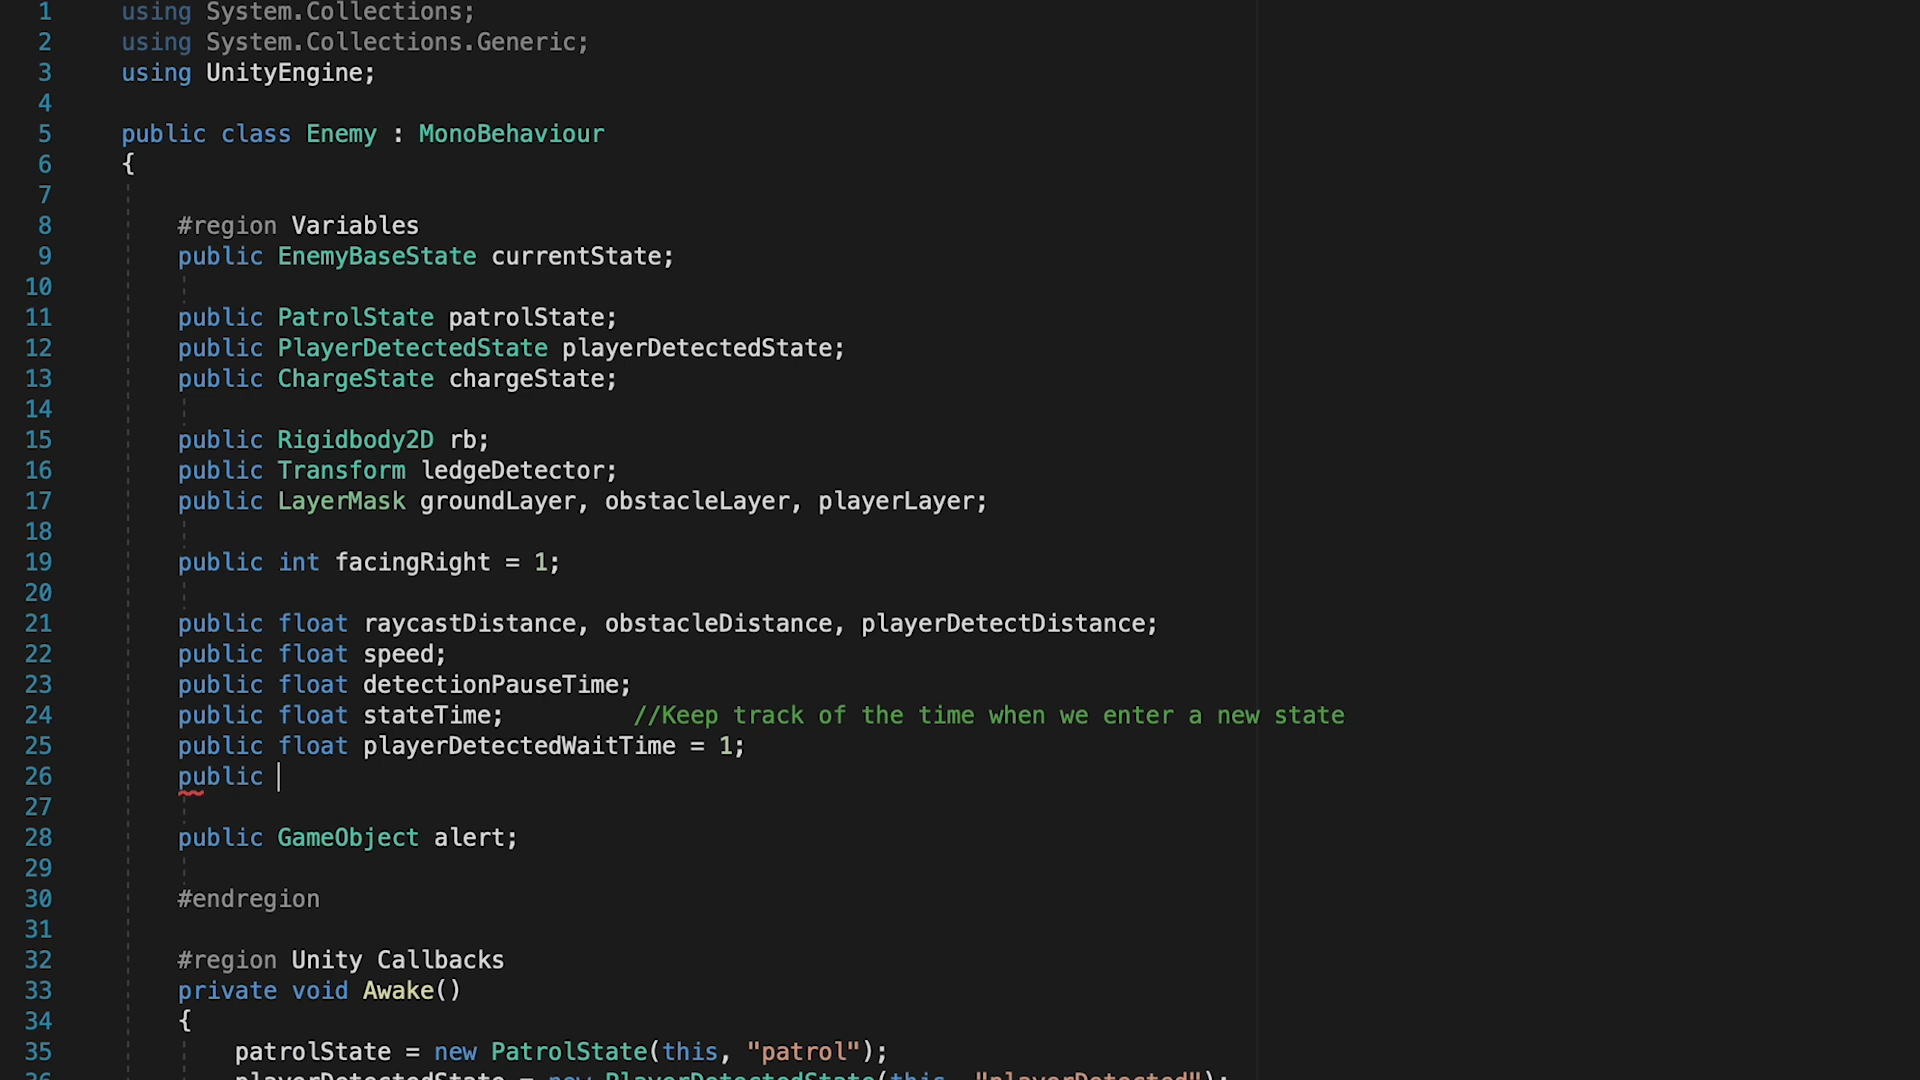 1 using System.Collections;
2 using System.Collections.Generic;
3 using UnityEngine;
4
5 public class Enemy : MonoBehaviour
6 {
7
8 #region Variables
9 public EnemyBaseState currentState;
10
11 public PatrolState patrolState;
12 public PlayerDetectedState playerDetectedState;
13 public ChargeState chargeState;
14
15 public Rigidbody2D rb;
16 public Transform ledgeDetector;
17 public LayerMask groundLayer, obstacleLayer, playerLayer;
18
19 public int facingRight = 1;
20
21 public float raycastDistance, obstacleDistance, playerDetectDistance;
22 public float speed;
23 public float detectionPauseTime;
24 public float stateTime; //Keep track of the time when we enter a new state
25 public float playerDetectedWaitTime = 1;
26 public
27
28 public GameObject alert;
29
30 #endregion
31
32 #region Unity Callbacks
33 private void Awake()
34 {
35 patrolState = new PatrolState(this, "patrol");
36 playerDetectedState = new PlayerDetectedState(this, "playerDetected");